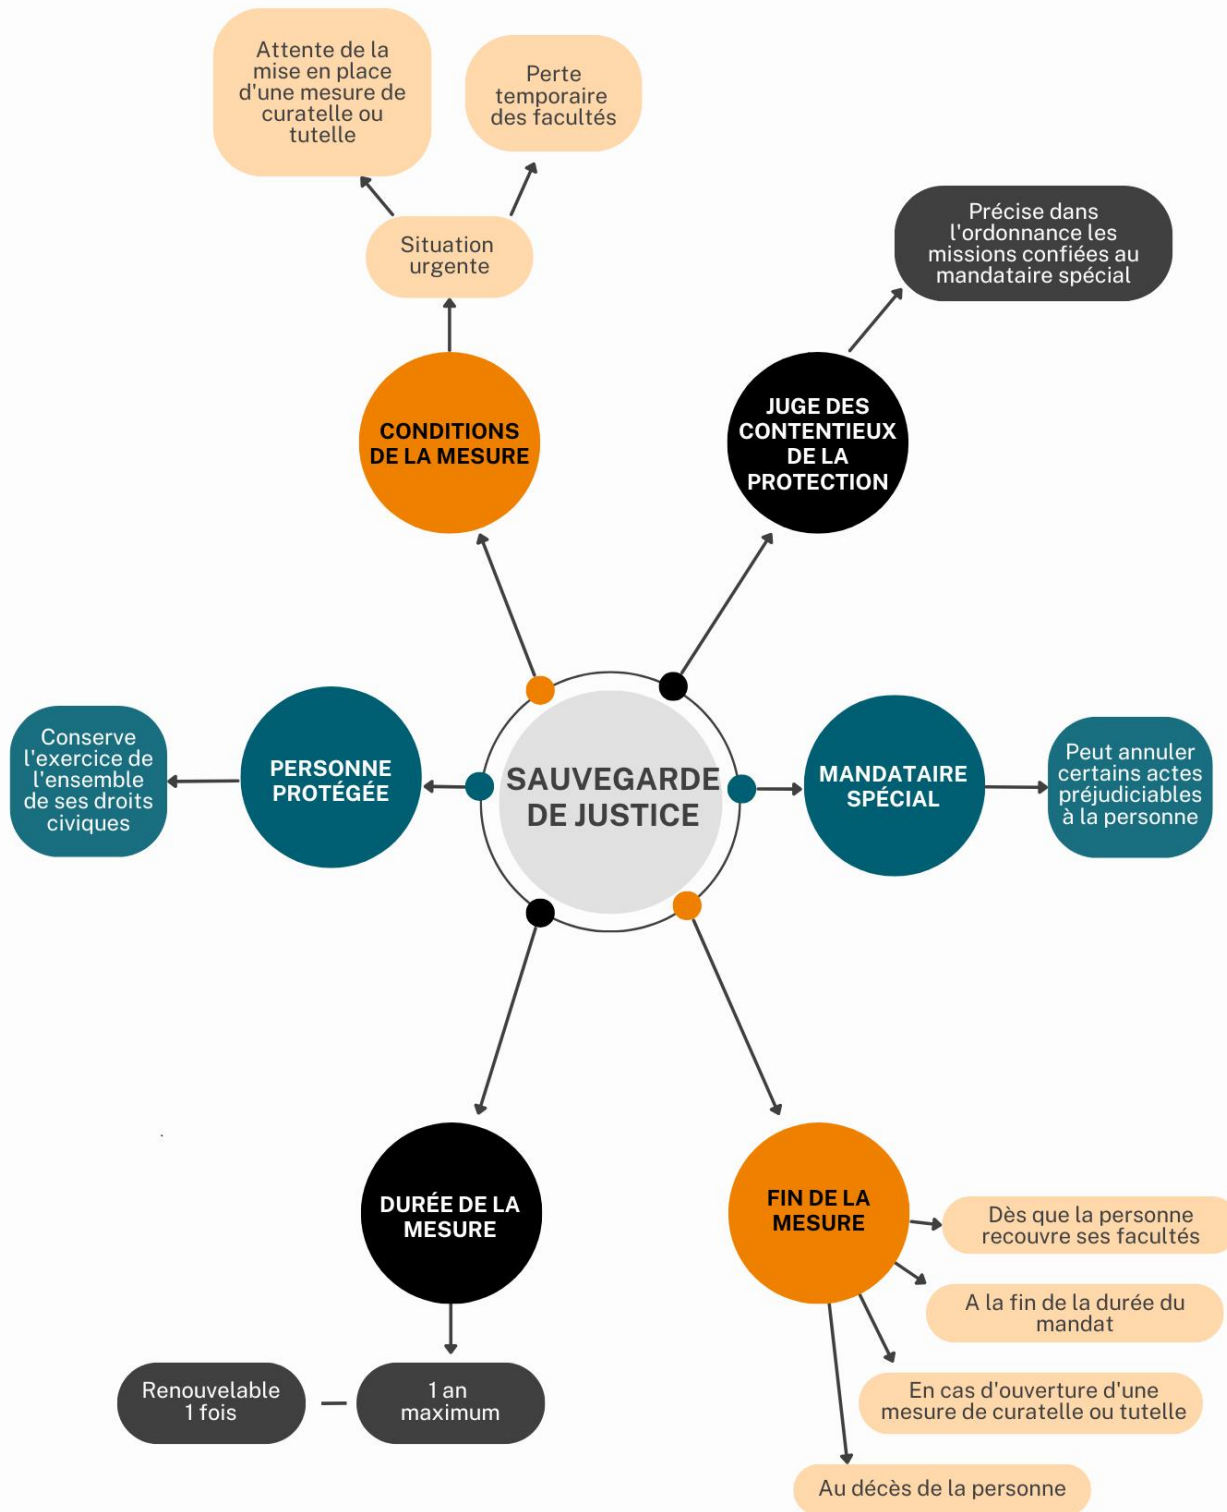 Attente de la
mise en place
d'une mesure de
curatelle ou
tutelle
Perte
temporaire
des facultés
Situation
urgente
Précise dans
l'ordonnance les
missions confiées au
mandataire spécial
CONDITIONS
DE LA MESURE
JUGE DES
CONTENTIEUX
DE LA
PROTECTION
Conserve
l'exercice de
l'ensemble
de ses droits
civiques
PERSONNE
PROTÉGÉE
SAUVEGARDE
DE JUSTICE
MANDATAIRE
SPÉCIAL
Peut annuler
certains actes
préjudiciables
à la personne
DURÉE DE LA
MESURE
Renouvelable
1 fois
1 an
maximum
FIN DE LA
MESURE
Dès que la personne
recouvre ses facultés
A la fin de la durée du
mandat
En cas d'ouverture d'une
mesure de curatelle ou tutelle
Au décès de la personne